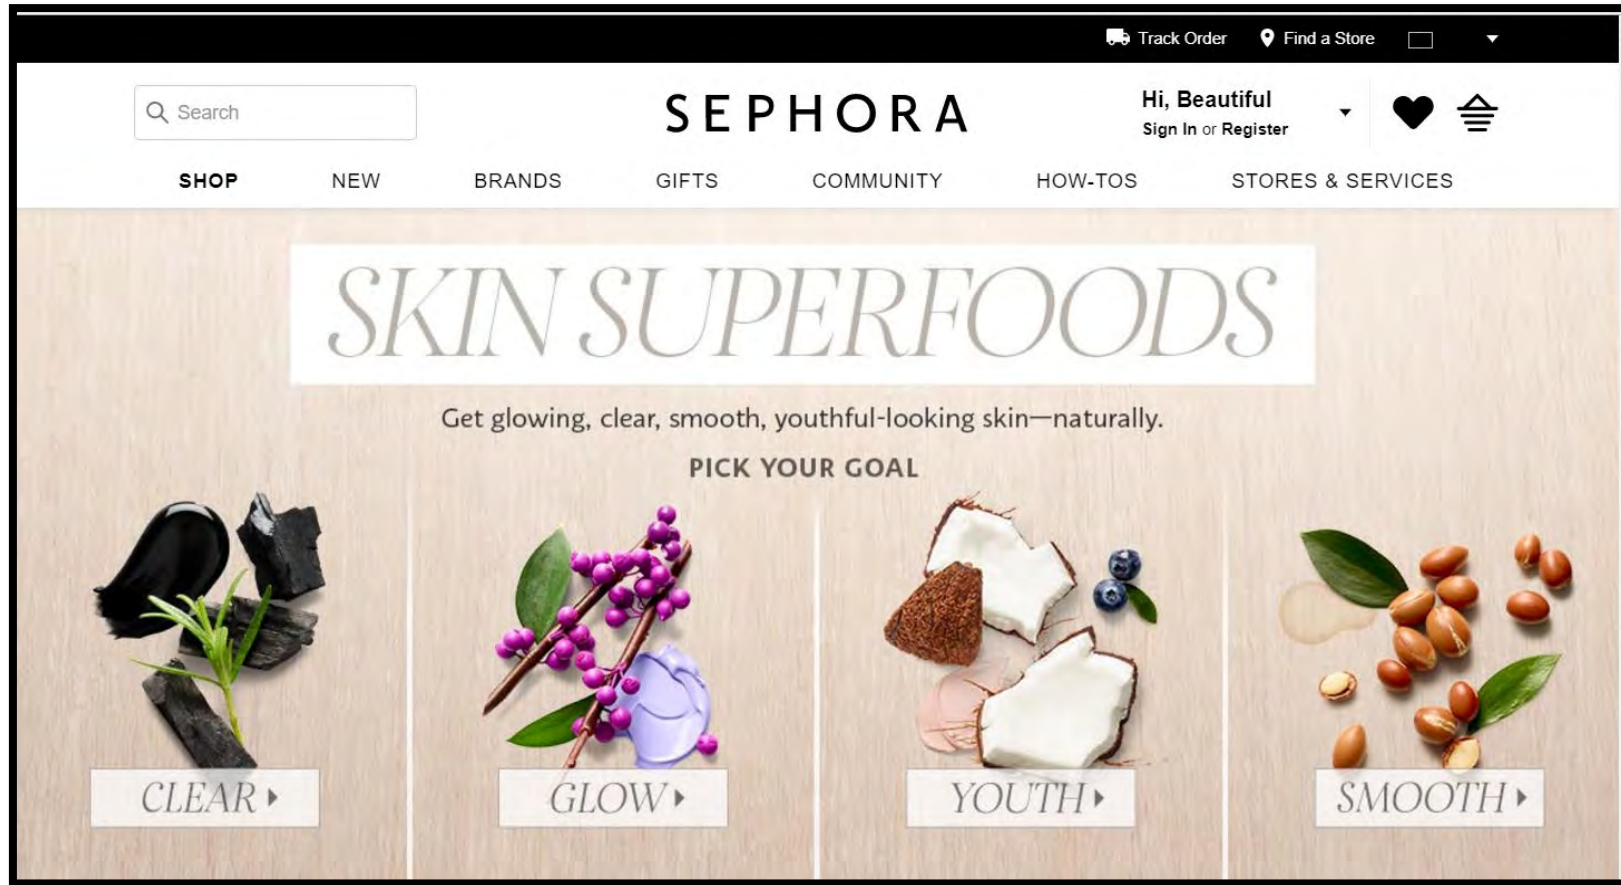 Track Order Find a Store
Search
SEPHORA
Hi, Beautiful
Sign In or Register
SHOP NEW BRANDS GIFTS COMMUNITY HOW-TOS STORES & SERVICES
SKIN SUPERFOODS
Get glowing, clear, smooth, youthful-looking skin—naturally.
PICK YOUR GOAL
CLEAR GLOW YOUTH SMOOTH